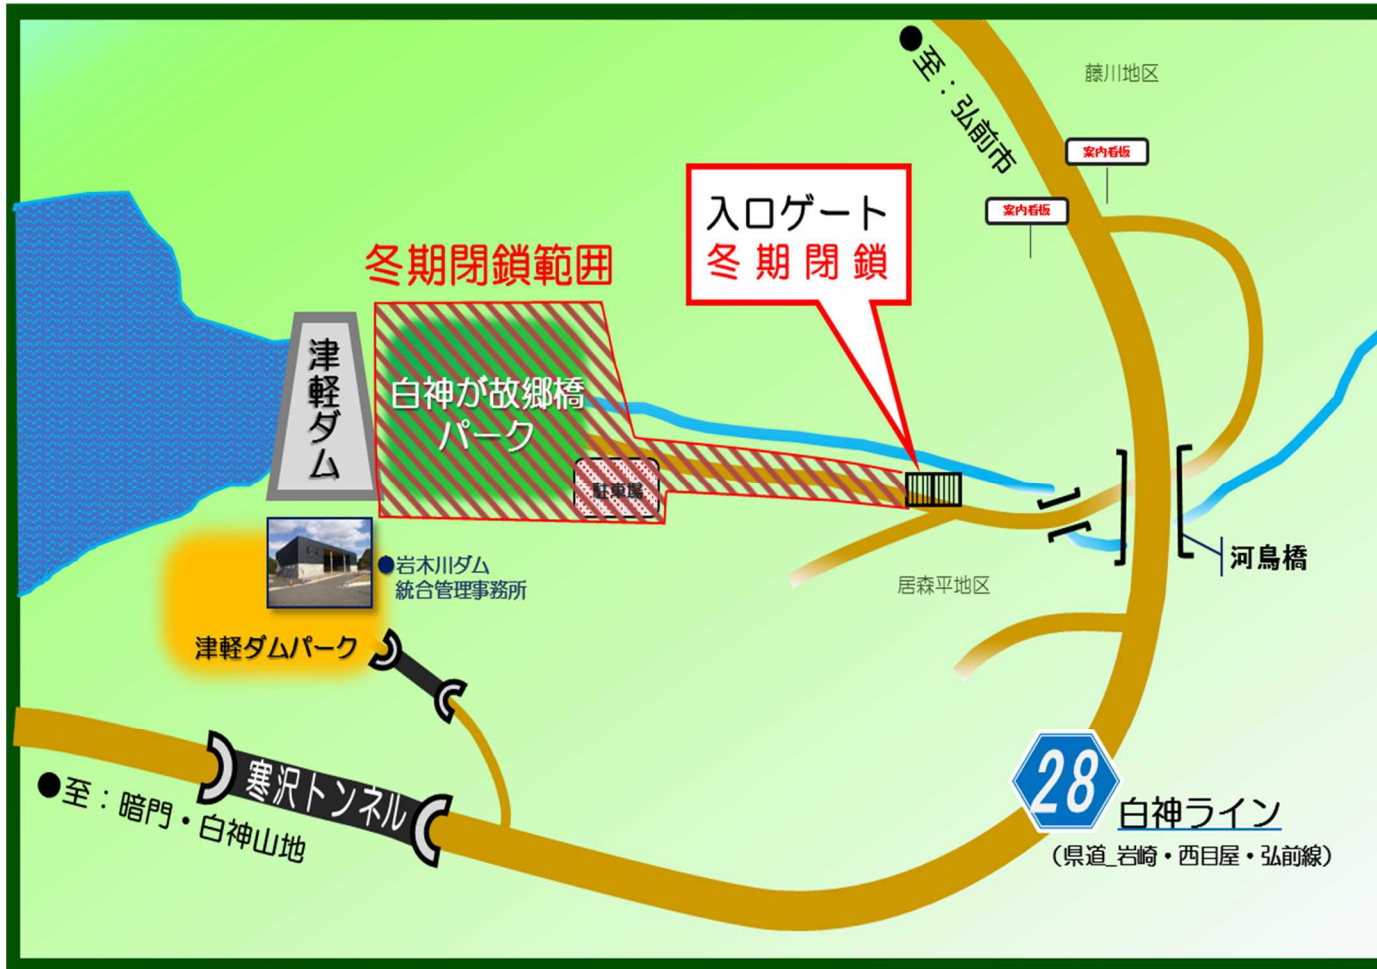 ●至：弘前市
藤川地区
案内看板
案内看板
入口ゲート
冬期閉鎖
冬期閉鎖範囲
津軽ダム
白神が故郷橋
パーク
駐車場
●岩木川ダム
統合管理事務所
居森平地区
河鳥橋
津軽ダムパーク
寒沢トンネル
●至：暗門・白神山地
28
白神ライン
（県道_岩崎・西目屋・弘前線）